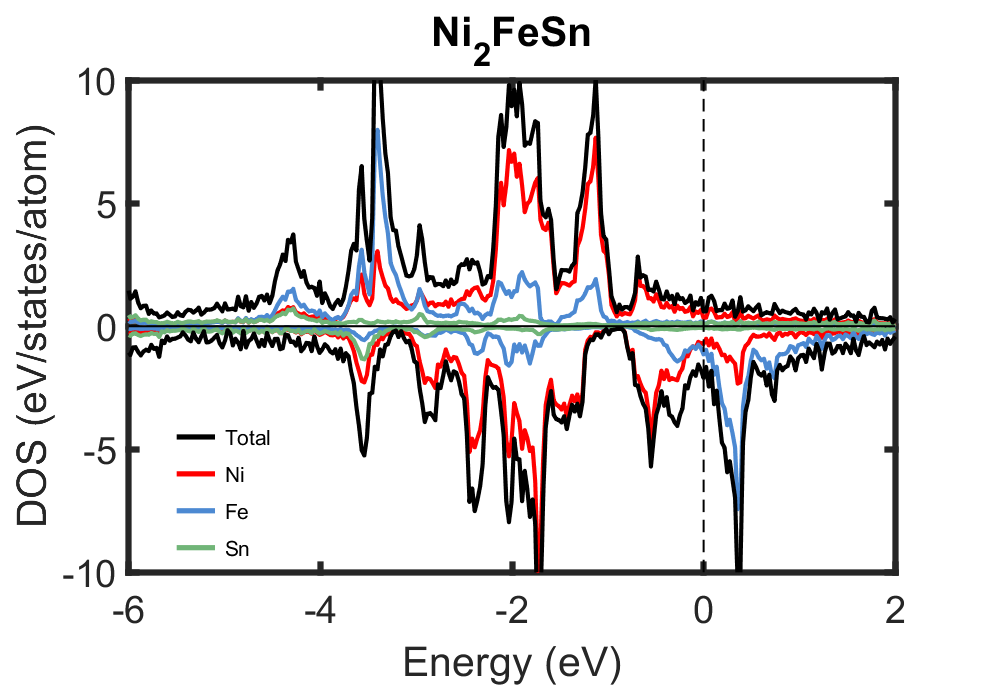 Ni₂FeSn
DOS (eV/states/atom)
10
5
0
-5
-10
Total
Ni
Fe
Sn
-6 -4 -2 0 2
Energy (eV)